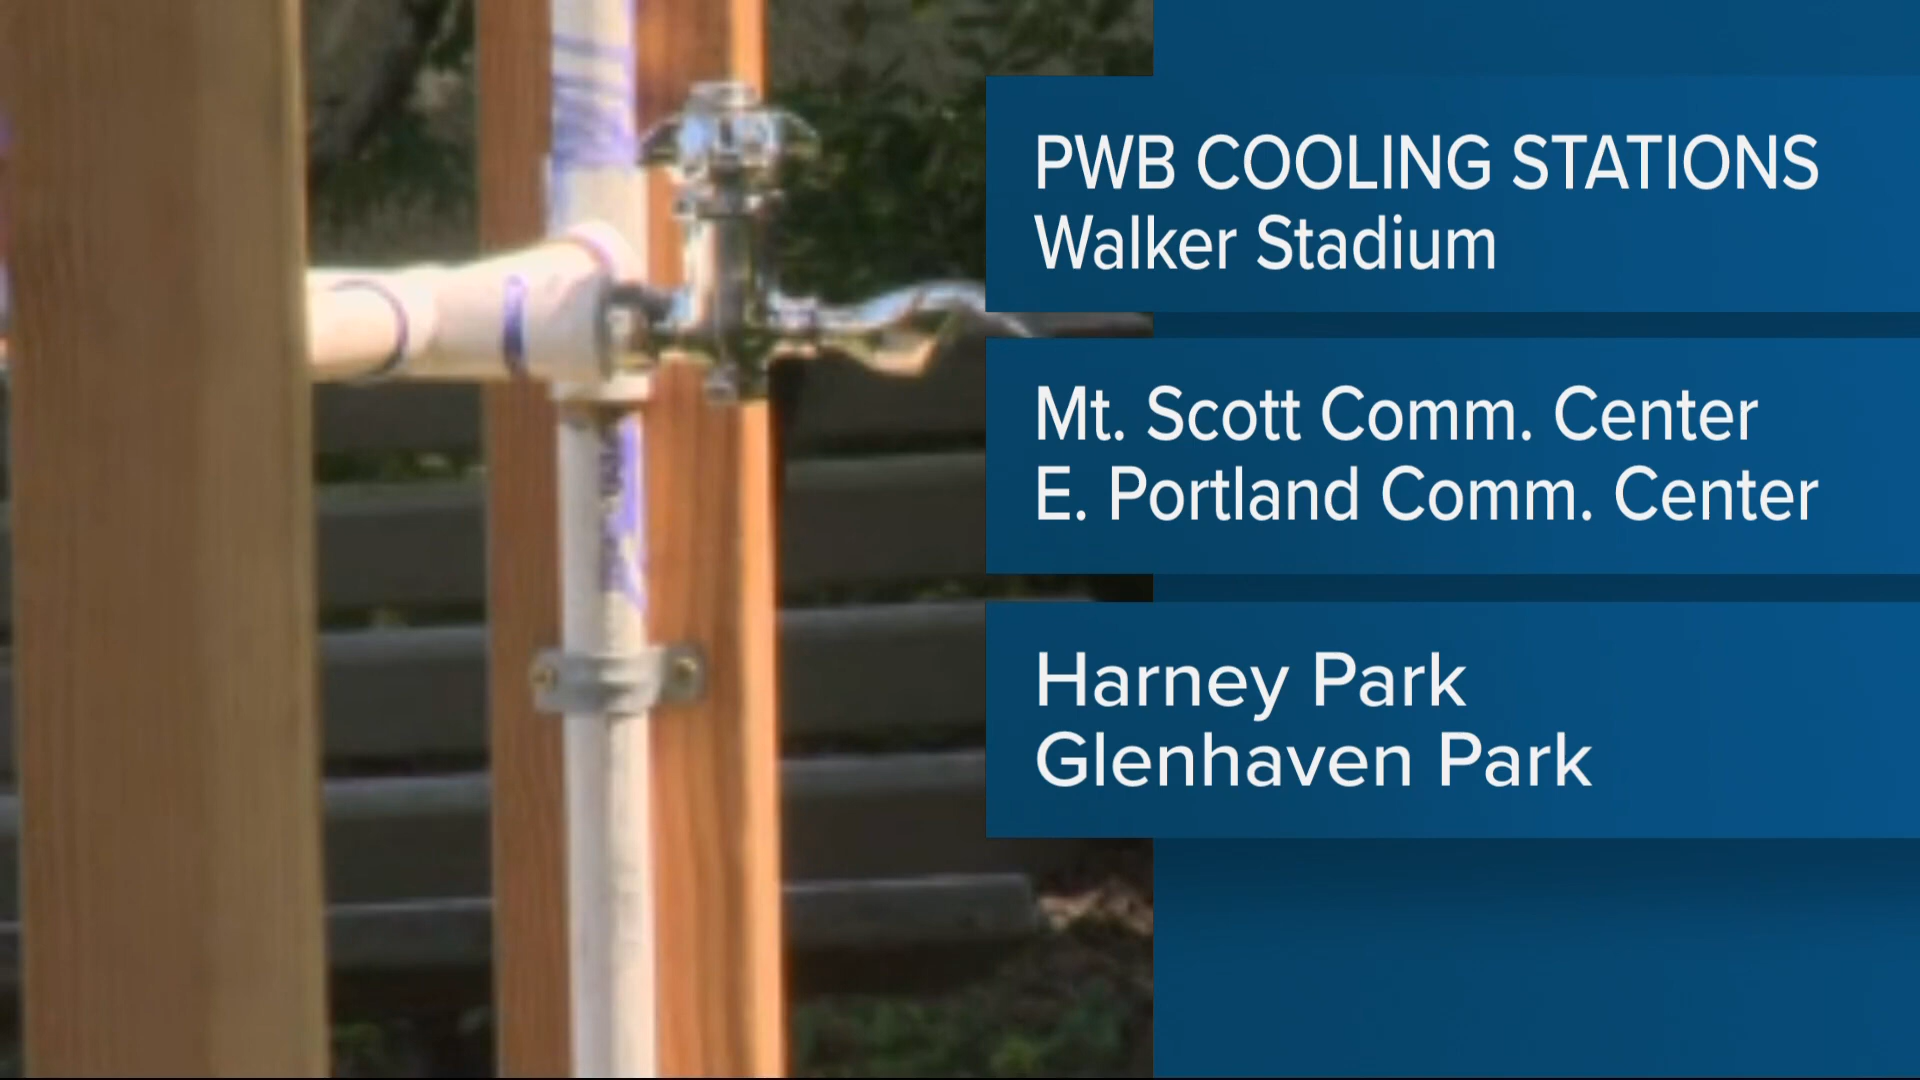 PWB COOLING STATIONS
Walker Stadium
Mt. Scott Comm. Center
E. Portland Comm. Center
Harney Park
Glenhaven Park